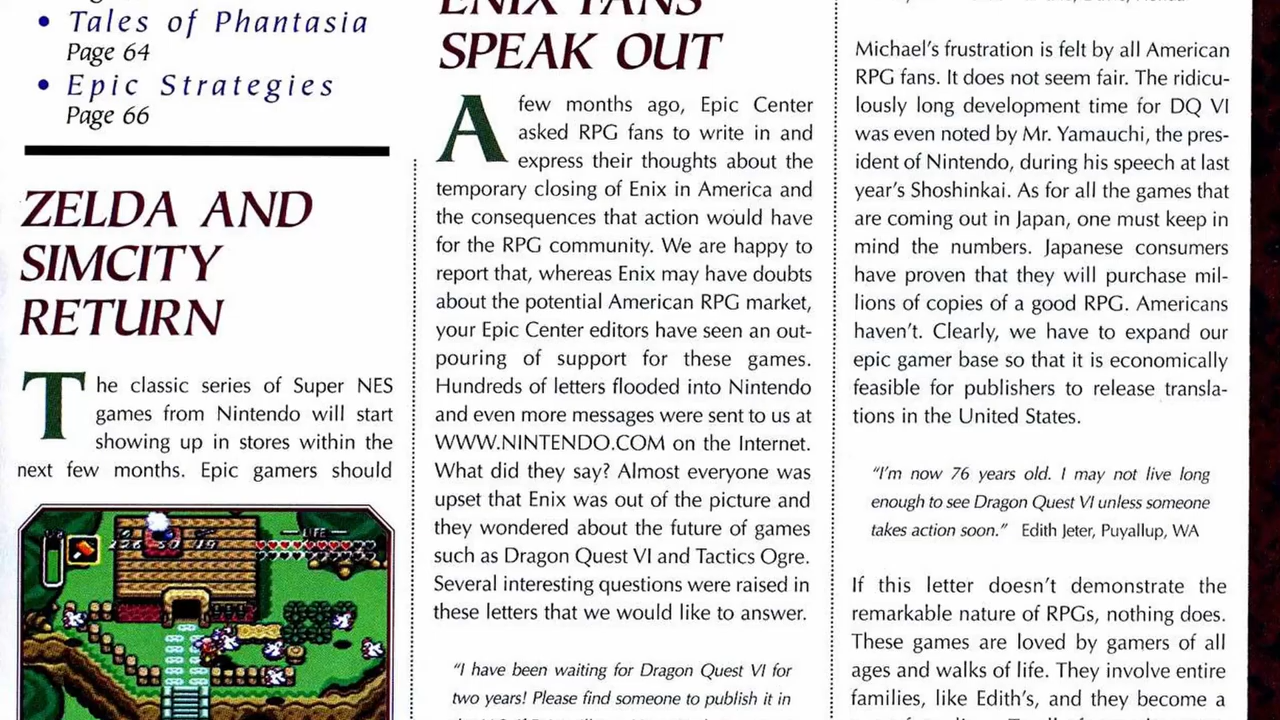 • Tales of Phantasia
Page 64
• Epic Strategies
Page 66
ZELDA AND
SIMCITY
RETURN
The classic series of Super NES
games from Nintendo will start
showing up in stores within the
next few months. Epic gamers should
LIFE
ENIX FANS
SPEAK OUT
A few months ago, Epic Center
asked RPG fans to write in and
express their thoughts about the
temporary closing of Enix in America and
the consequences that action would have
for the RPG community. We are happy to
report that, whereas Enix may have doubts
about the potential American RPG market,
your Epic Center editors have seen an out-
pouring of support for these games.
Hundreds of letters flooded into Nintendo
and even more messages were sent to us at
WWW.NINTENDO.COM on the Internet.
What did they say? Almost everyone was
upset that Enix was out of the picture and
they wondered about the future of games
such as Dragon Quest VI and Tactics Ogre.
Several interesting questions were raised in
these letters that we would like to answer.
"I have been waiting for Dragon Quest VI for
two years! Please find someone to publish it in
Michael's frustration is felt by all American
RPG fans. It does not seem fair. The ridicu-
lously long development time for DQ VI
was even noted by Mr. Yamauchi, the pres-
ident of Nintendo, during his speech at last
year's Shoshinkai. As for all the games that
are coming out in Japan, one must keep in
mind the numbers. Japanese consumers
have proven that they will purchase mil-
lions of copies of a good RPG. Americans
haven't. Clearly, we have to expand our
epic gamer base so that it is economically
feasible for publishers to release transla-
tions in the United States.
"I'm now 76 years old. I may not live long
enough to see Dragon Quest VI unless someone
takes action soon." Edith Jeter, Puyallup, WA
If this letter doesn't demonstrate the
remarkable nature of RPGs, nothing does.
These games are loved by gamers of all
ages and walks of life. They involve entire
families, like Edith's, and they become a